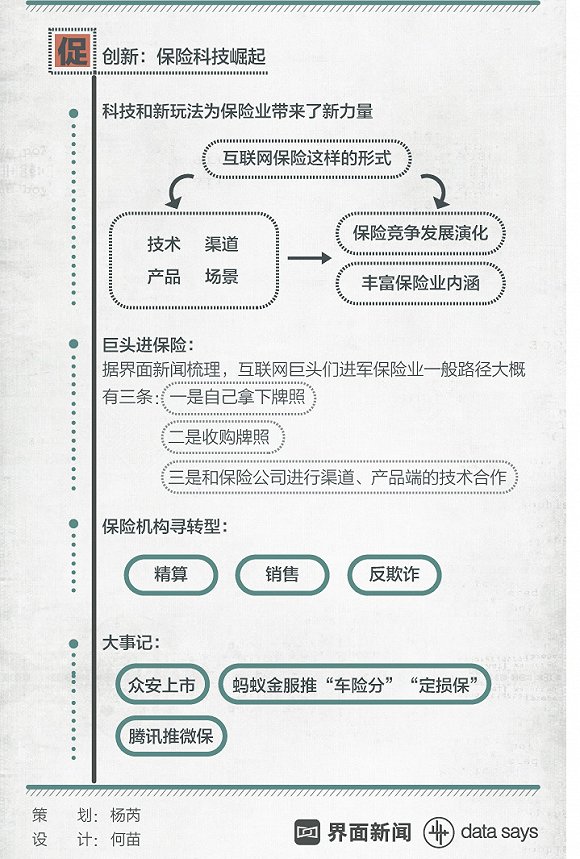 促 创新：保险科技崛起
科技和新玩法为保险业带来了新力量
互联网保险这样的形式
技术 渠道
产品 场景
保险竞争发展演化
丰富保险业内涵
巨头进保险：
据界面新闻梳理，互联网巨头们进军保险业一般路径大概
有三条：一是自己拿下牌照
二是收购牌照
三是和保险公司进行渠道、产品端的技术合作
保险机构寻转型：
精算 销售 反欺诈
大事记：
众安上市 蚂蚁金服推“车险分”“定损保”
腾讯推微保
策 划：杨芮
设 计：何苗
界面新闻 data says